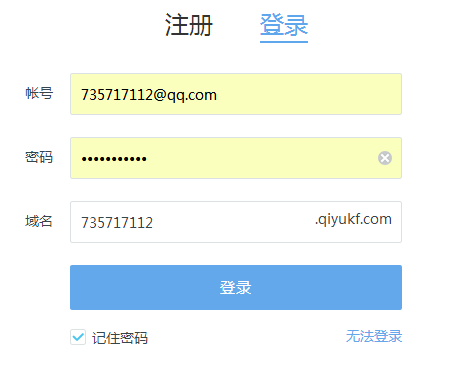 注册 登录
帐号 735717112@qq.com
密码 •••••••••••
域名 735717112 .qiyukf.com
登录
记住密码 无法登录